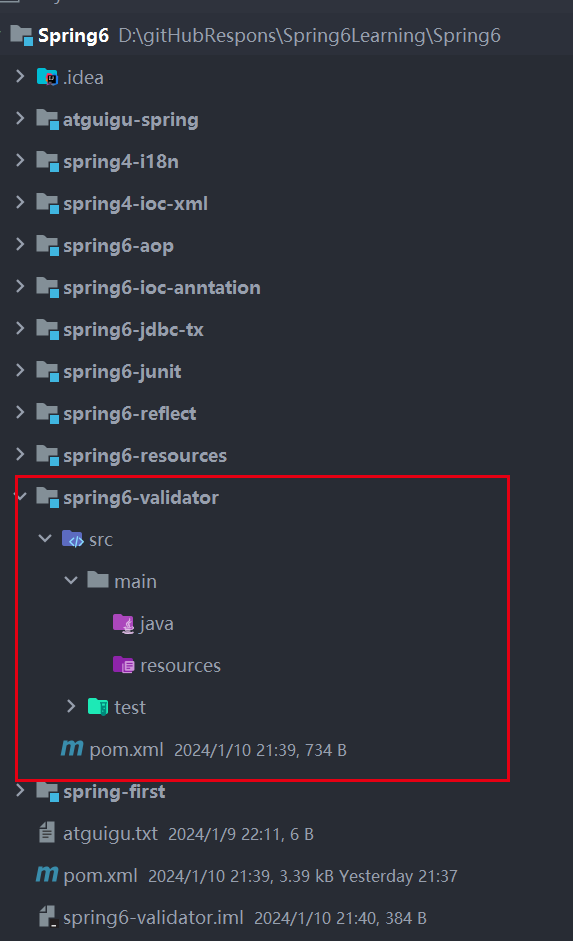 Spring6 D:\gitHubRespons\Spring6Learning\Spring6
.idea
atguigu-spring
spring4-i18n
spring4-ioc-xml
spring6-aop
spring6-ioc-anntation
spring6-jdbc-tx
spring6-junit
spring6-reflect
spring6-resources
spring6-validator
src
main
java
resources
test
pom.xml 2024/1/10 21:39, 734 B
spring-first
atguigu.txt 2024/1/9 22:11, 6 B
pom.xml 2024/1/10 21:39, 3.39 kB Yesterday 21:37
spring6-validator.iml 2024/1/10 21:40, 384 B